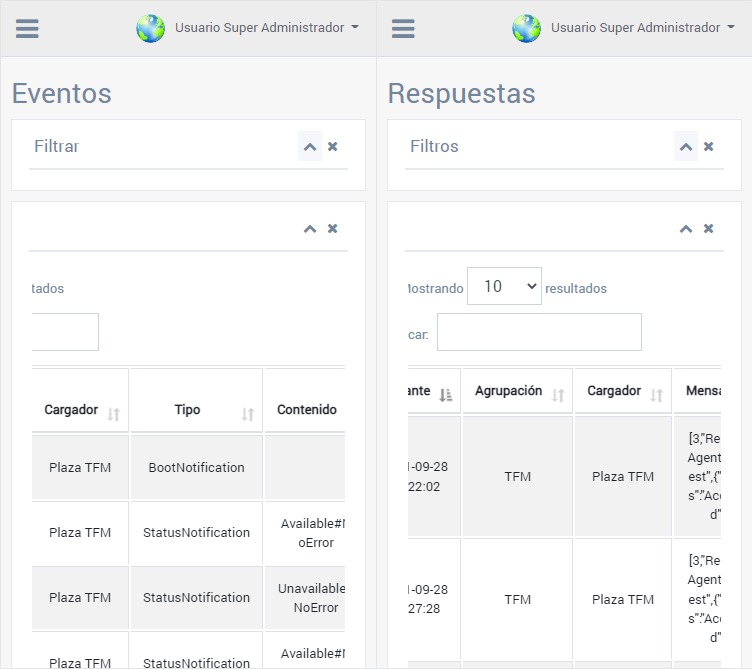 Usuario Super Administrador
Eventos
Filtrar
tados
Cargador Tipo Contenido
Plaza TFM BootNotification
Plaza TFM StatusNotification Available#N
oError
Plaza TFM StatusNotification Unavailable
NoError
Plaza TFM StatusNotification Available#N
Usuario Super Administrador
Respuestas
Filtros
Mostrando 10 resultados
car:
ante Agrupación Cargador Mensa
[3,"Re
Agent
1-09-28 TFM Plaza TFM est",{"
22:02 s":"Acc
d"
[3,"Re
Agent
1-09-28 TFM Plaza TFM est",{"
27:28 s":"Acc
d"